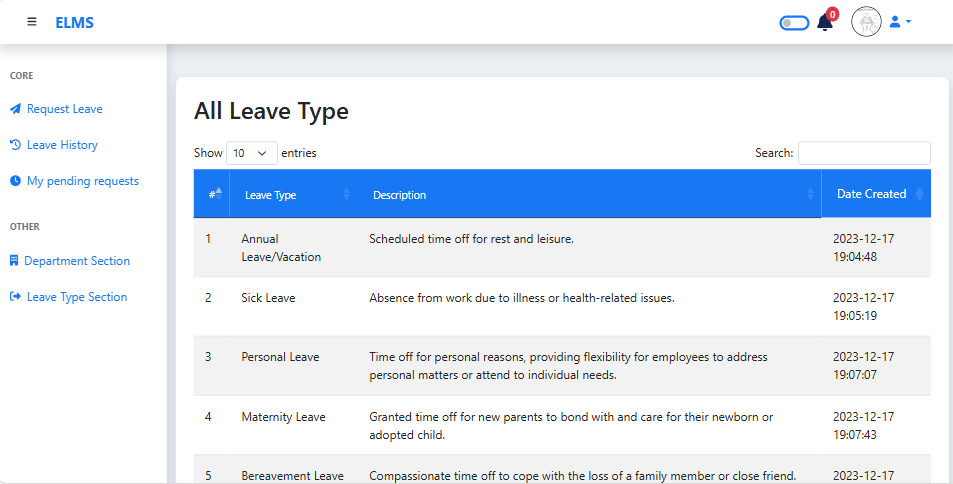 ELMS
0
CORE
Request Leave
Leave History
My pending requests
OTHER
Department Section
Leave Type Section
All Leave Type
Show 10 entries
Search:
# Leave Type Description Date Created
1 Annual Scheduled time off for rest and leisure. 2023-12-17
Leave/Vacation 19:04:48
2 Sick Leave Absence from work due to illness or health-related issues. 2023-12-17
19:05:19
3 Personal Leave Time off for personal reasons, providing flexibility for employees to address 2023-12-17
personal matters or attend to individual needs. 19:07:07
4 Maternity Leave Granted time off for new parents to bond with and care for their newborn or 2023-12-17
adopted child. 19:07:43
5 Bereavement Leave Compassionate time off to cope with the loss of a family member or close friend. 2023-12-17